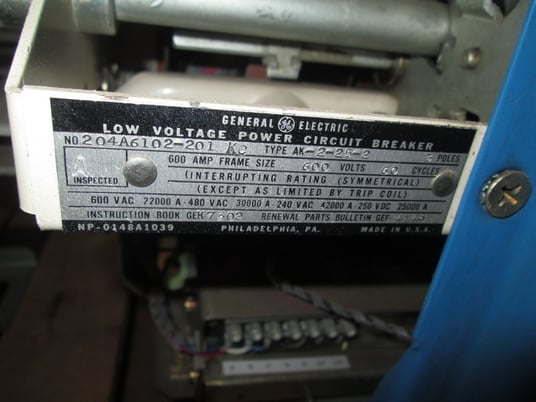 GENERAL GE ELECTRIC
LOW VOLTAGE POWER CIRCUIT BREAKER
NO. 204A6102-201 KC TYPE AK-2-25-2 POLES
600 AMP FRAME SIZE 600 VOLTS 60 CYCLES
A INSPECTED
(INTERRUPTING RATING (SYMMETRICAL)
(EXCEPT AS LIMITED BY TRIP COIL)
600 VAC 22000 A-480 VAC 30000 A-240 VAC 42000 A-250 VDC 25000 A
INSTRUCTION BOOK GEK 7302 RENEWAL PARTS BULLETIN GEF
NP-0148A1039 PHILADELPHIA, PA. MADE IN U.S.A.